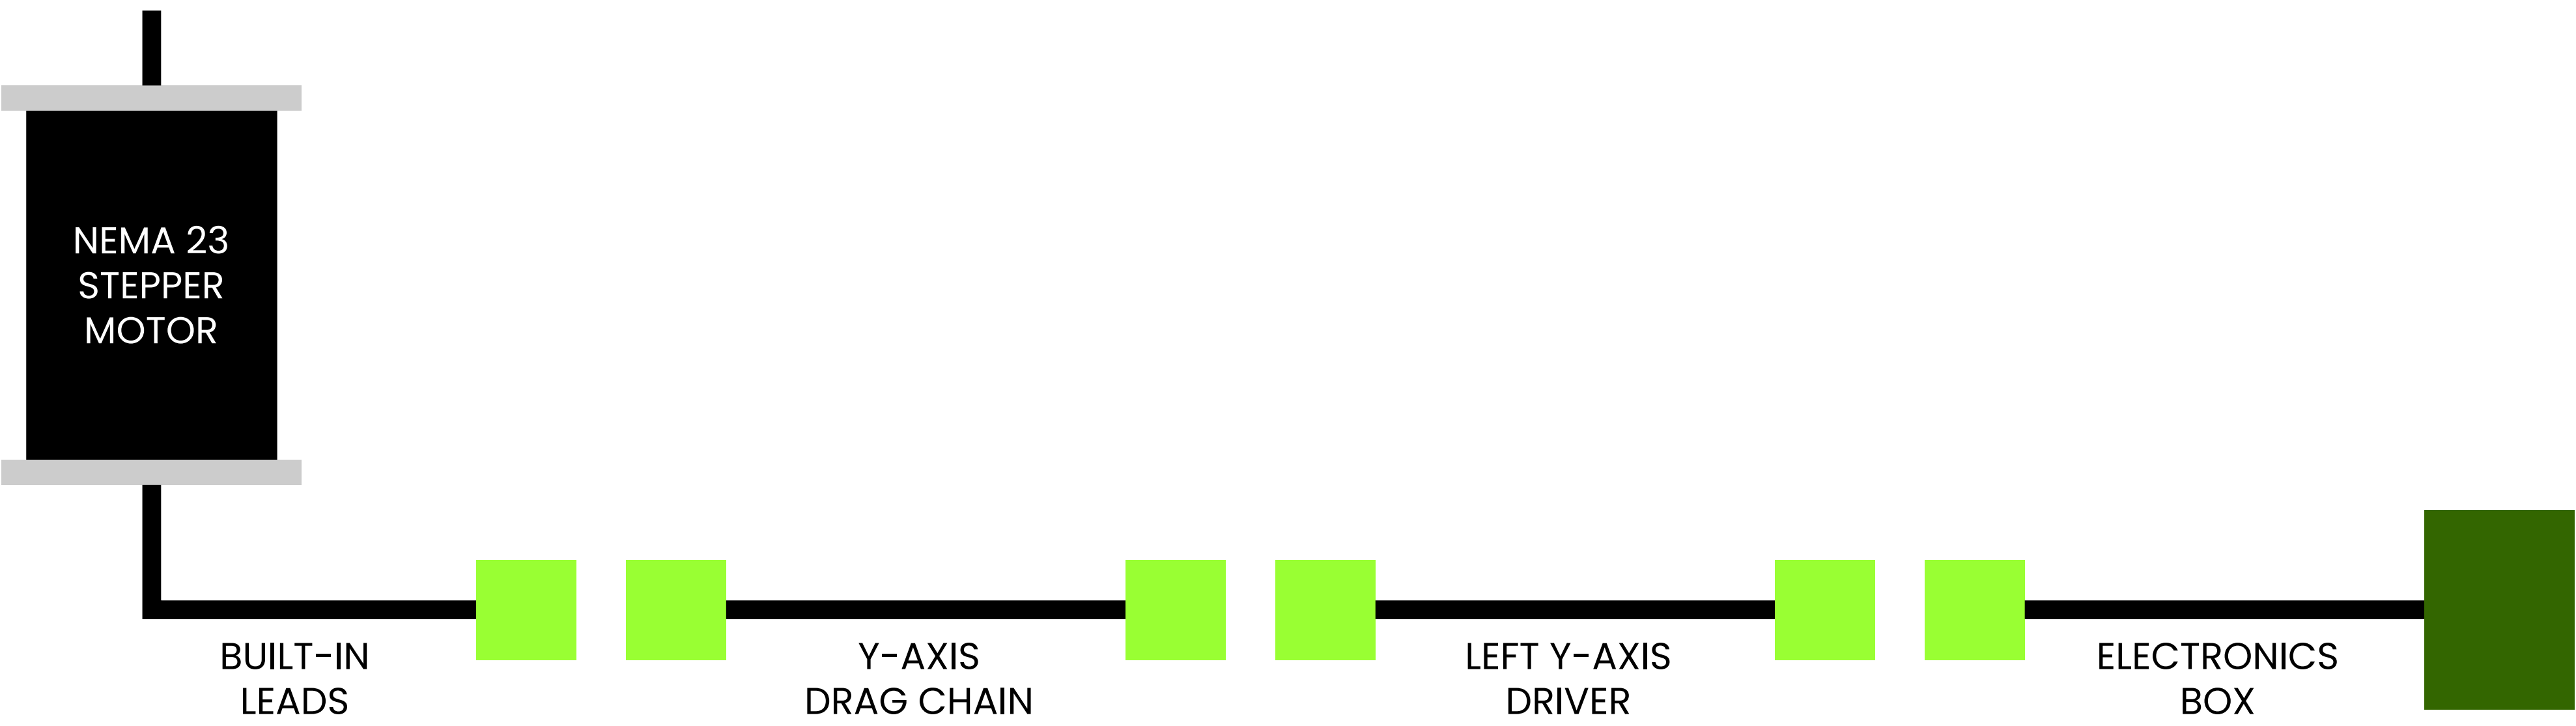 NEMA 23
STEPPER
MOTOR
BUILT-IN
LEADS
Y-AXIS
DRAG CHAIN
LEFT Y-AXIS
DRIVER
ELECTRONICS
BOX